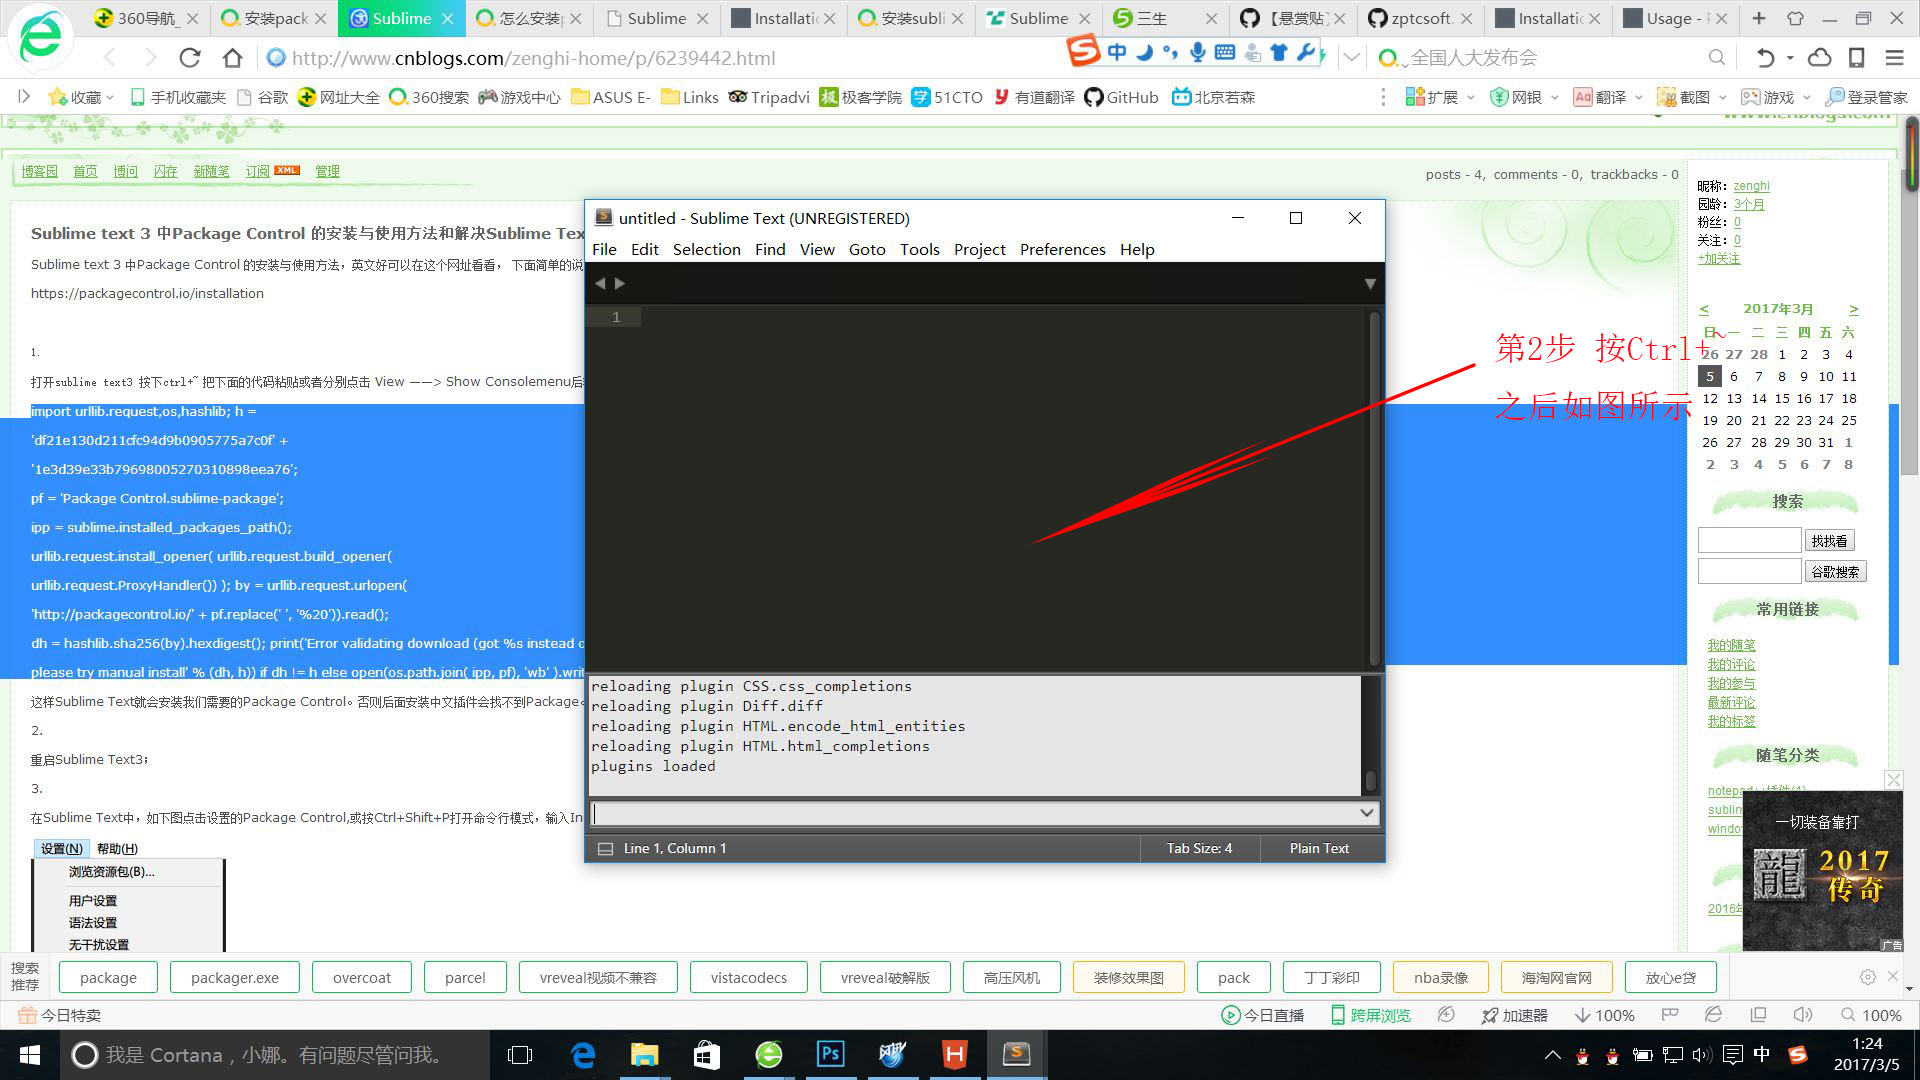 360导航_
安装pack
Sublime
怎么安装
Sublime
Installatic
安装subli
Sublime
三生
【悬赏贴
zptcsoft.
Installatic
Usage - P
http://www.cnblogs.com/zenghi-home/p/6239442.html
中
全国人大发布会
收藏
手机收藏夹
谷歌
网址大全
360搜索
游戏中心
ASUS E-
Links
Tripadvi
极客学院
51CTO
有道翻译
GitHub
北京若森
扩展
网银
翻译
截图
游戏
登录管家
www.cnblogs.com
博客园 首页 博问 闪存 新随笔 订阅 XML 管理
posts - 4, comments - 0, trackbacks - 0
Sublime text 3 中Package Control 的安装与使用方法和解决Sublime Tex
Sublime text 3 中Package Control 的安装与使用方法，英文好可以在这个网址看看， 下面简单的说
https://packagecontrol.io/installation
1.
打开sublime text3 按下ctrl+~ 把下面的代码粘贴或者分别点击 View ——> Show Consolemenu后
import urllib.request,os,hashlib; h =
'df21e130d211cfc94d9b0905775a7c0f' +
'1e3d39e33b79698005270310898eea76';
pf = 'Package Control.sublime-package';
ipp = sublime.installed_packages_path();
urllib.request.install_opener( urllib.request.build_opener(
urllib.request.ProxyHandler()) ); by = urllib.request.urlopen(
'http://packagecontrol.io/' + pf.replace(' ', '%20')).read();
dh = hashlib.sha256(by).hexdigest(); print('Error validating download (got %s instead o
please try manual install' % (dh, h)) if dh != h else open(os.path.join( ipp, pf), 'wb' ).writ
这样Sublime Text就会安装我们需要的Package Control。否则后面安装中文插件会找不到Package。
2.
重启Sublime Text3；
3.
在Sublime Text中，如下图点击设置的Package Control,或按Ctrl+Shift+P打开命令行模式，输入In
设置(N) 帮助(H)
浏览资源包(B)...
用户设置
语法设置
无干扰设置
untitled - Sublime Text (UNREGISTERED)
File Edit Selection Find View Goto Tools Project Preferences Help
1
reloading plugin CSS.css_completions
reloading plugin Diff.diff
reloading plugin HTML.encode_html_entities
reloading plugin HTML.html_completions
plugins loaded
Line 1, Column 1
Tab Size: 4
Plain Text
第2步 按Ctrl+~
之后如图所示
昵称：zenghi
园龄：3个月
粉丝：0
关注：0
+加关注
< 2017年3月 >
日 一 二 三 四 五 六
26 27 28 1 2 3 4
5 6 7 8 9 10 11
12 13 14 15 16 17 18
19 20 21 22 23 24 25
26 27 28 29 30 31 1
2 3 4 5 6 7 8
搜索
找找看
谷歌搜索
常用链接
我的随笔
我的评论
我的参与
最新评论
我的标签
随笔分类
notepad++插件(1)
sublim
windo
2016年
一切装备靠打
龍
2017
传奇
广告
搜索
推荐
package
packager.exe
overcoat
parcel
vreveal视频不兼容
vistacodecs
vreveal破解版
高压风机
装修效果图
pack
丁丁彩印
nba录像
海淘网官网
放心e贷
今日特卖
今日直播
跨屏浏览
加速器
100%
100%
我是 Cortana，小娜。有问题尽管问我。
中
1:24
2017/3/5